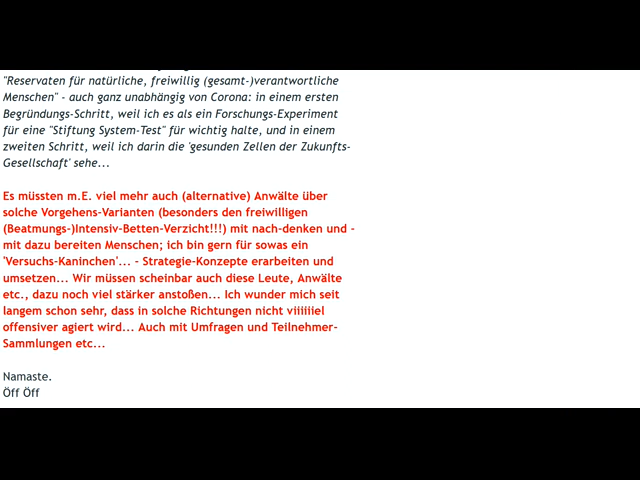 "Reservaten für natürliche, freiwillig (gesamt-)verantwortliche
Menschen" - auch ganz unabhängig von Corona: in einem ersten
Begründungs-Schritt, weil ich es als ein Forschungs-Experiment
für eine "Stiftung System-Test" für wichtig halte, und in einem
zweiten Schritt, weil ich darin die 'gesunden Zellen der Zukunfts-
Gesellschaft' sehe...
Es müssten m.E. viel mehr auch (alternative) Anwälte über
solche Vorgehens-Varianten (besonders den freiwilligen
(Beatmungs-)Intensiv-Betten-Verzicht!!!) mit nach-denken und -
mit dazu bereiten Menschen; ich bin gern für sowas ein
'Versuchs-Kaninchen'... - Strategie-Konzepte erarbeiten und
umsetzen... Wir müssen scheinbar auch diese Leute, Anwälte
etc., dazu noch viel stärker anstoßen... Ich wunder mich seit
langem schon sehr, dass in solche Richtungen nicht viiiiiiel
offensiver agiert wird... Auch mit Umfragen und Teilnehmer-
Sammlungen etc...
Namaste.
Öff Öff